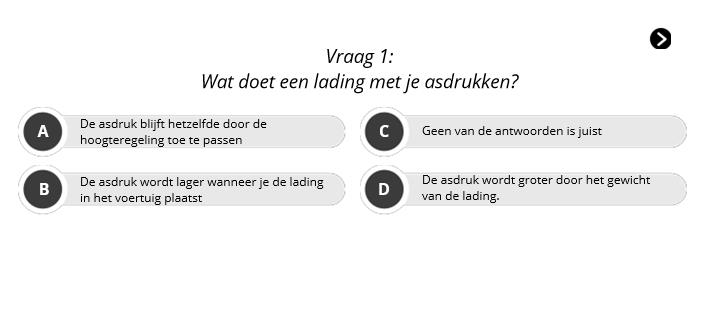 Vraag 1:
Wat doet een lading met je asdrukken?
A
De asdruk blijft hetzelfde door de
hoogteregeling toe te passen
B
De asdruk wordt lager wanneer je de lading
in het voertuig plaatst
C
Geen van de antwoorden is juist
D
De asdruk wordt groter door het gewicht
van de lading.